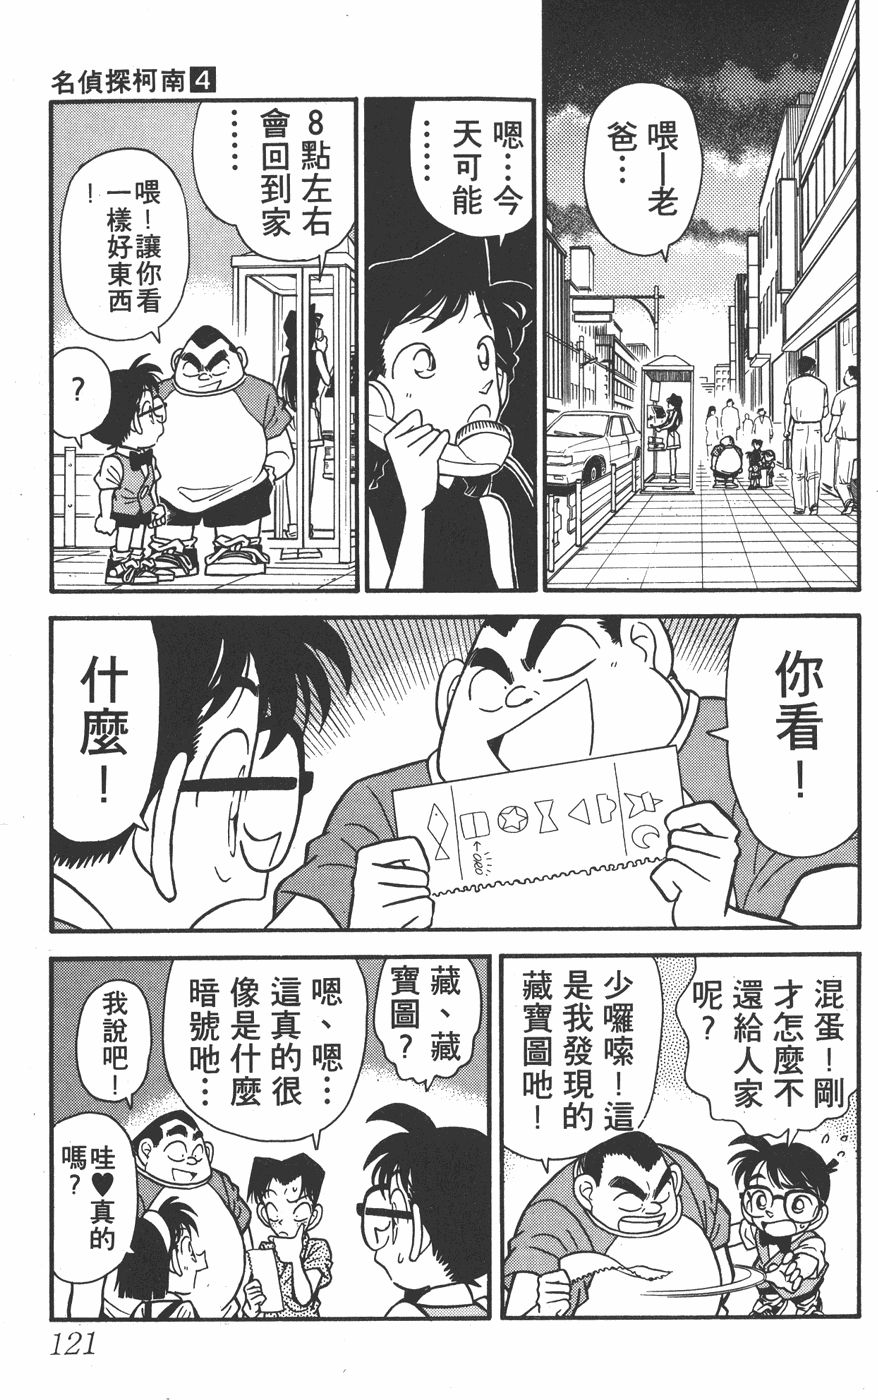 名偵探柯南4
喂—老
爸…
嗯…今
天可能
……
8點左右
會回到家
……
喂！讓你看
一樣好東西
！
？
你看！
什麼！
OREO
混蛋！剛
才怎麼不
還給人家
呢？
少囉嗦！這
是我發現的
藏寶圖吔！
藏、藏
寶圖？
嗯、嗯…
這真的很
像是什麼
暗號吔…
我說吧！
哇♥真的
嗎？
121